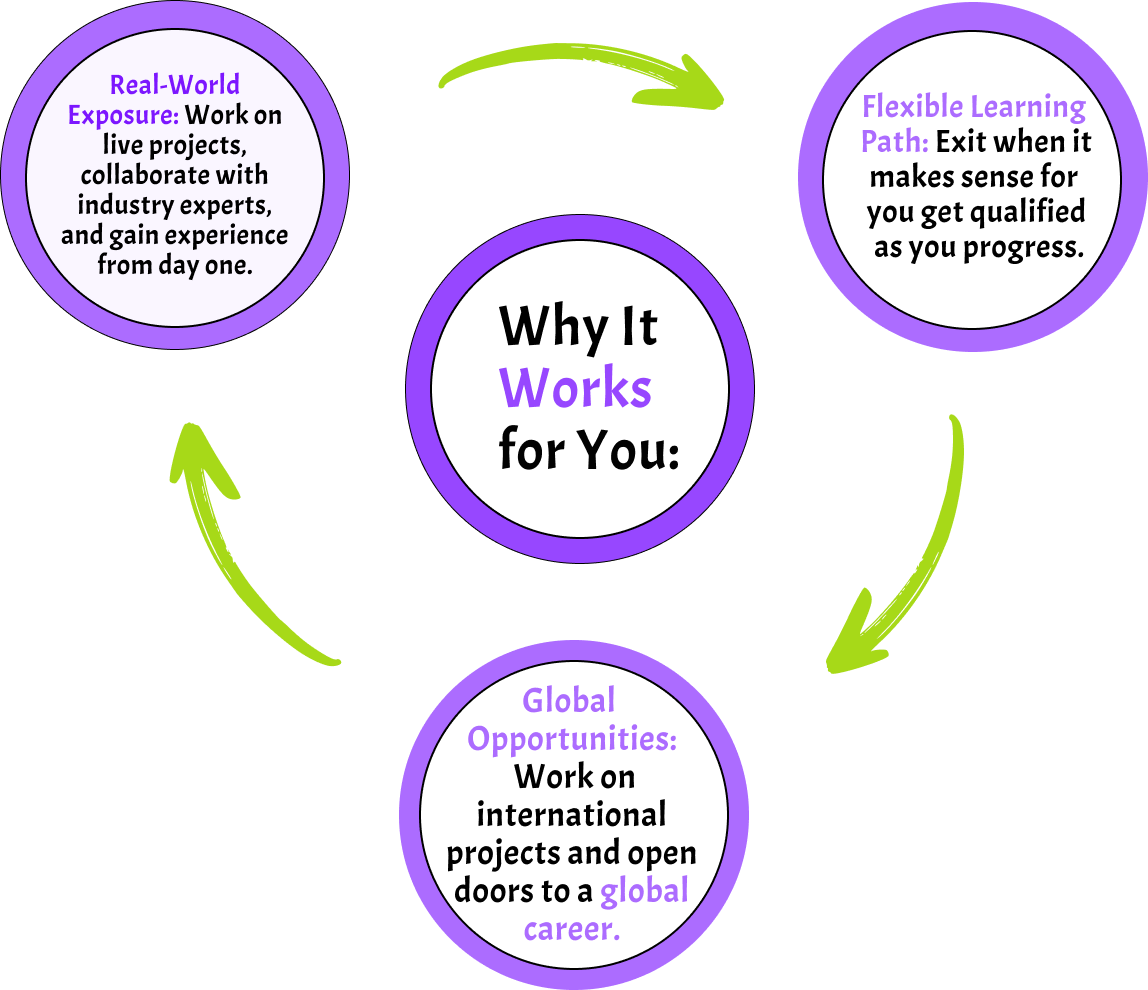 Real-World
Exposure: Work on
live projects,
collaborate with
industry experts,
and gain experience
from day one.
Flexible Learning
Path: Exit when it
makes sense for
you get qualified
as you progress.
Why It
Works
for You:
Global
Opportunities:
Work on
international
projects and open
doors to a global
career.